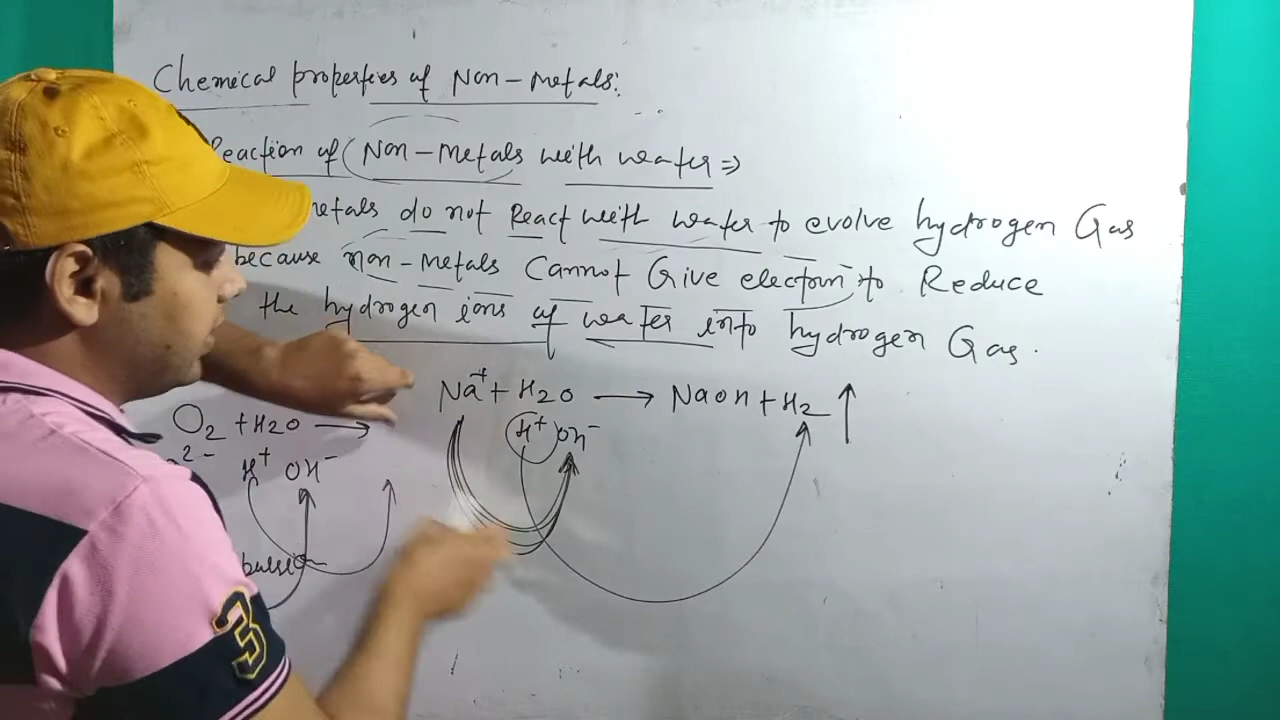 Chemical properties of Non-Metals:
Reaction of (Non-Metals with water ⇒
metals do not React with water to evolve hydrogen Gas
because non-metals Cannot Give electron to Reduce
the hydrogen ions of water into hydrogen Gas.
Na⁺ + H2O → NaOH + H2 ↑
H⁺ OH⁻
O2 + H2O →
2-
H⁺ OH⁻
pulsion
3